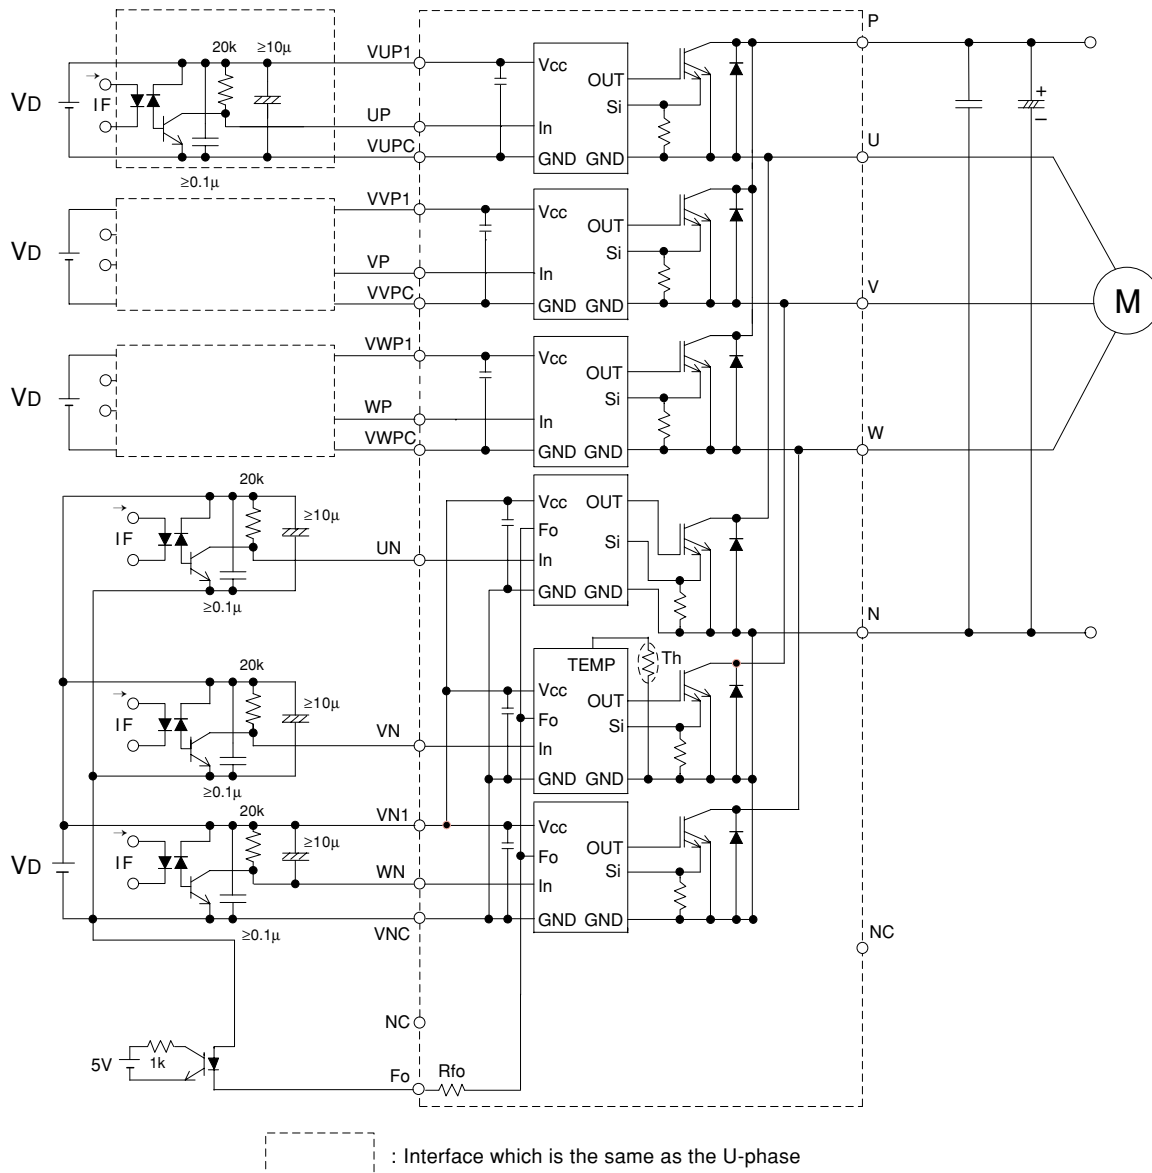 P
20k ≥10μ
VUP1
Vcc
OUT
Si
VD
IF
UP
In
U
VUPC
GND GND
≥0.1μ
VVP1
Vcc
OUT
Si
VD
VP
In
V
VVPC
GND GND
M
VWP1
Vcc
OUT
Si
VD
WP
In
W
VWPC
GND GND
20k
≥10μ
Vcc OUT
Fo
Si
IF
UN
In
GND GND
≥0.1μ
N
TEMP
Th
20k
≥10μ
Vcc
OUT
Fo
Si
IF
VN
In
GND GND
≥0.1μ
20k
VN1
≥10μ
Vcc
OUT
Fo
Si
IF
VD
WN
In
GND GND
VNC
≥0.1μ
NC
NC
5V
1k
Fo
Rfo
: Interface which is the same as the U-phase